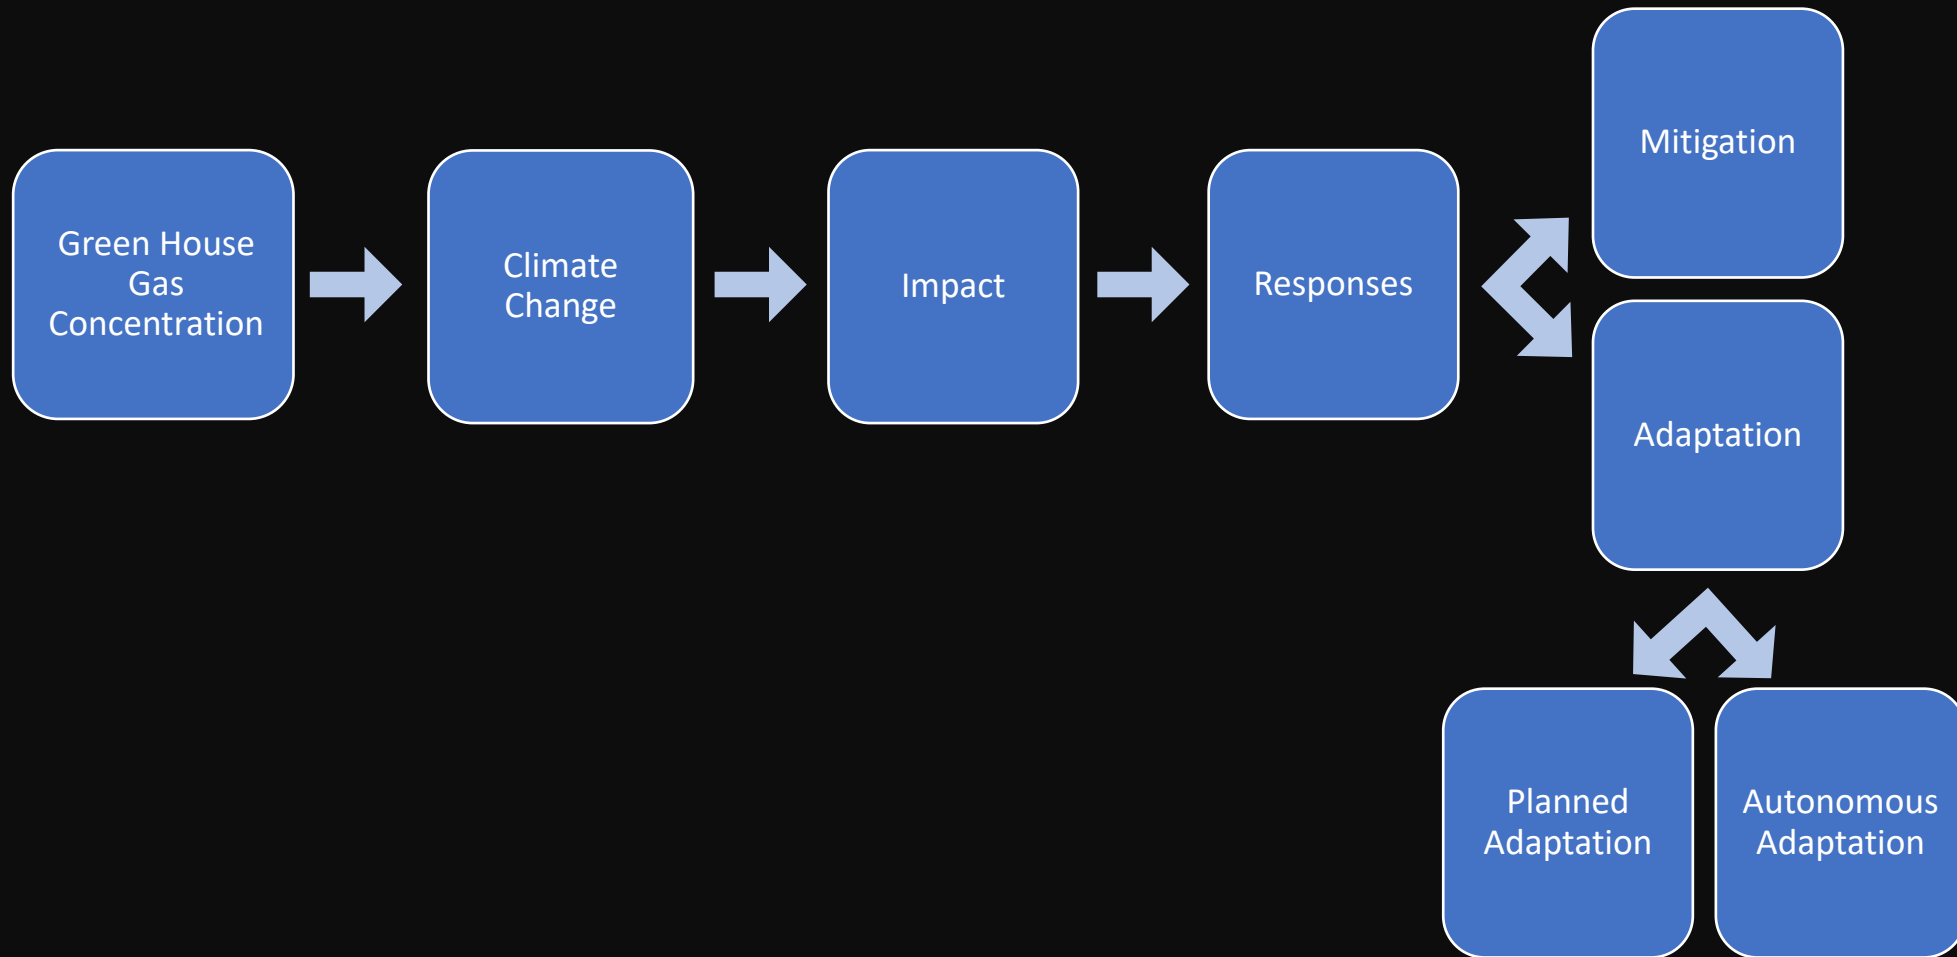 Green House
Gas
Concentration
Climate
Change
Impact
Responses
Mitigation
Adaptation
Planned
Adaptation
Autonomous
Adaptation